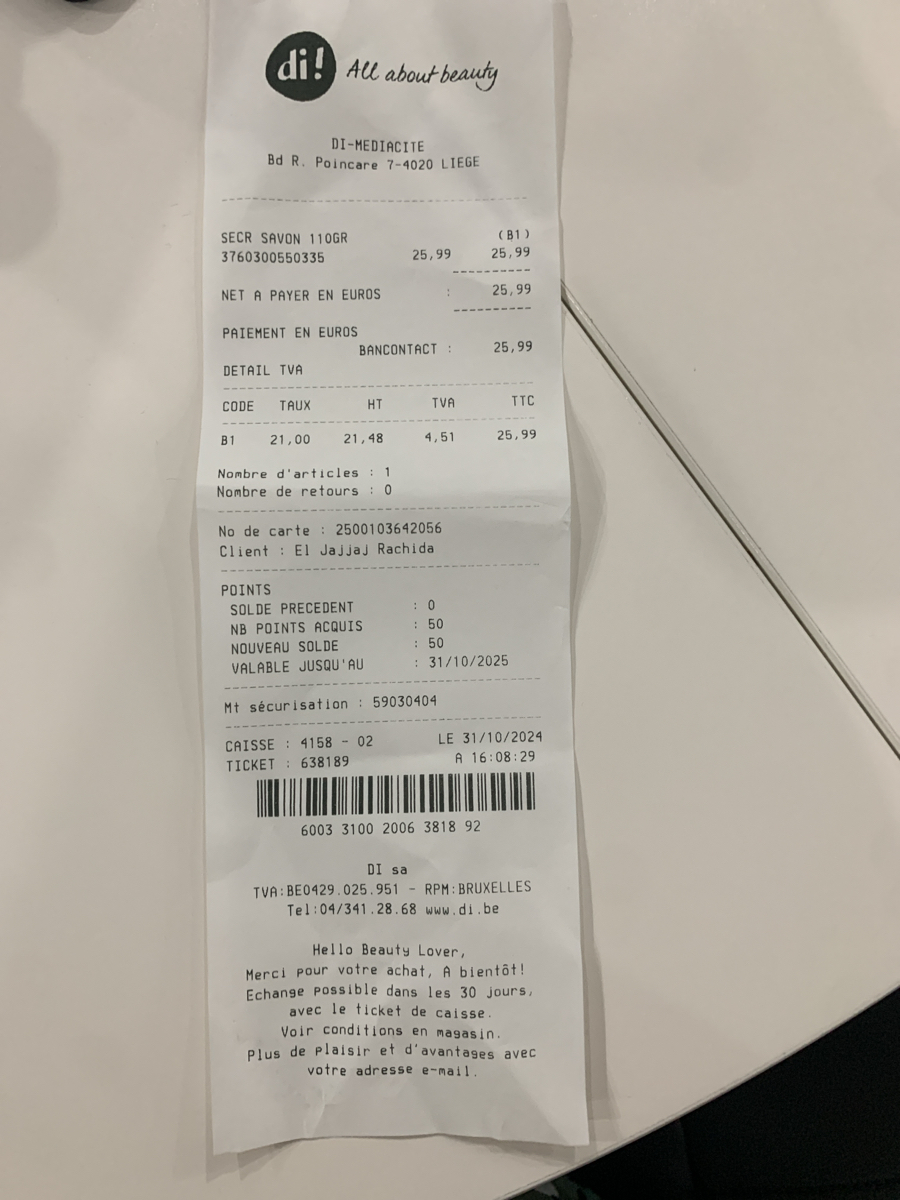 di! All about beauty
DI-MEDIACITE
Bd R. Poincare 7-4020 LIEGE
SECR SAVON 110GR (B1)
3760300550335 25,99 25,99
NET A PAYER EN EUROS : 25,99
PAIEMENT EN EUROS
BANCONTACT : 25,99
DETAIL TVA
CODE TAUX HT TVA TTC
B1 21,00 21,48 4,51 25,99
Nombre d'articles : 1
Nombre de retours : 0
No de carte : 2500103642056
Client : El Jajjaj Rachida
POINTS
SOLDE PRECEDENT : 0
NB POINTS ACQUIS : 50
NOUVEAU SOLDE : 50
VALABLE JUSQU'AU : 31/10/2025
Mt sécurisation : 59030404
CAISSE : 4158 - 02 LE 31/10/2024
TICKET : 638189 A 16:08:29
6003 3100 2006 3818 92
DI sa
TVA:BE0429.025.951 - RPM:BRUXELLES
Tel:04/341.28.68 www.di.be
Hello Beauty Lover,
Merci pour votre achat, A bientôt!
Echange possible dans les 30 jours,
avec le ticket de caisse.
Voir conditions en magasin.
Plus de plaisir et d'avantages avec
votre adresse e-mail.